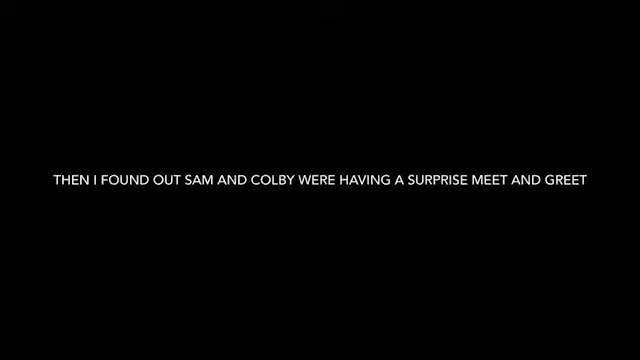 THEN I FOUND OUT SAM AND COLBY WERE HAVING A SURPRISE MEET AND GREET